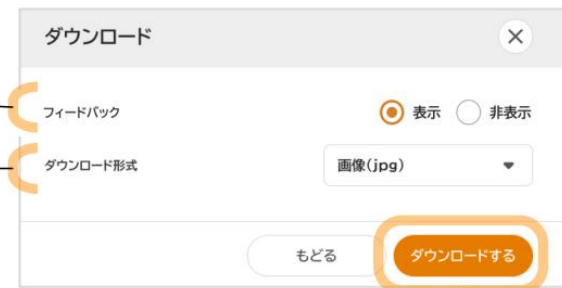 ダウンロード
フィードバック
表示 非表示
ダウンロード形式
画像(jpg)
もどる
ダウンロードする